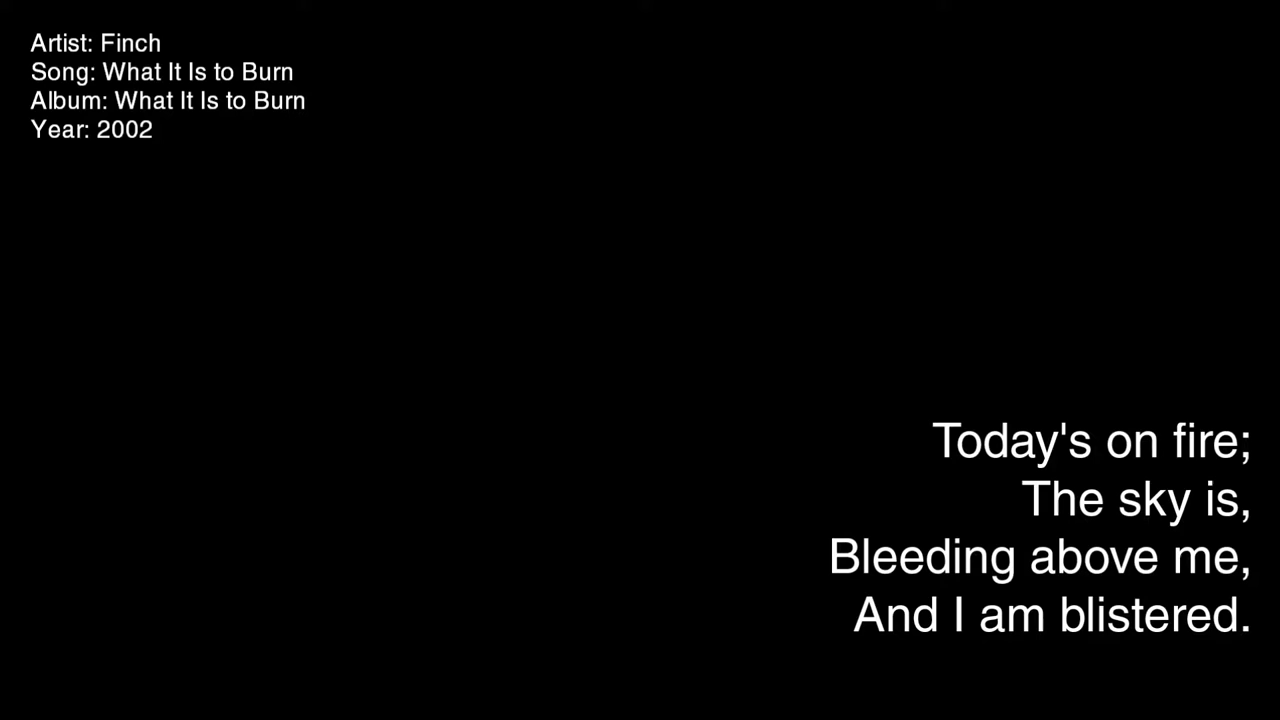 Artist: Finch
Song: What It Is to Burn
Album: What It Is to Burn
Year: 2002
Today's on fire;
The sky is,
Bleeding above me,
And I am blistered.